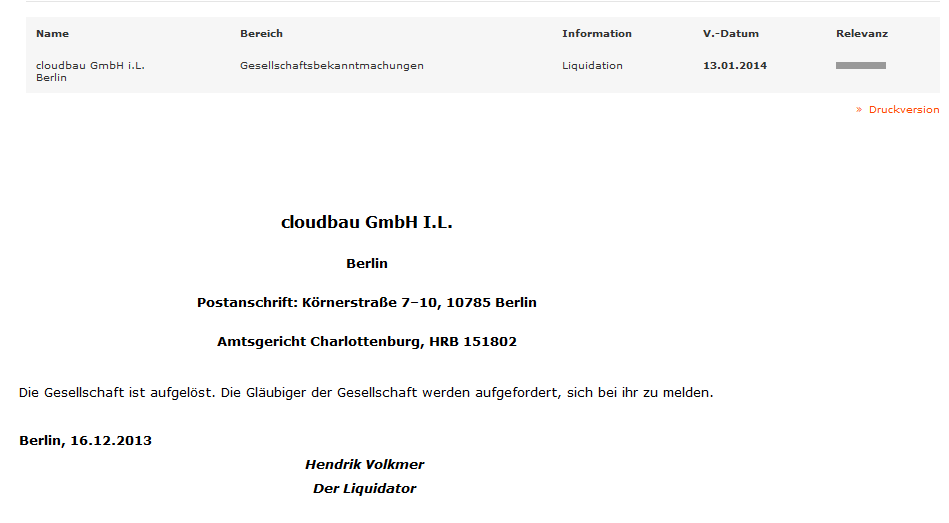 Name Bereich Information V.-Datum Relevanz
cloudbau GmbH i.L. Gesellschaftsbekanntmachungen Liquidation 13.01.2014
Berlin
» Druckversion
cloudbau GmbH I.L.
Berlin
Postanschrift: Körnerstraße 7–10, 10785 Berlin
Amtsgericht Charlottenburg, HRB 151802
Die Gesellschaft ist aufgelöst. Die Gläubiger der Gesellschaft werden aufgefordert, sich bei ihr zu melden.
Berlin, 16.12.2013
Hendrik Volkmer
Der Liquidator